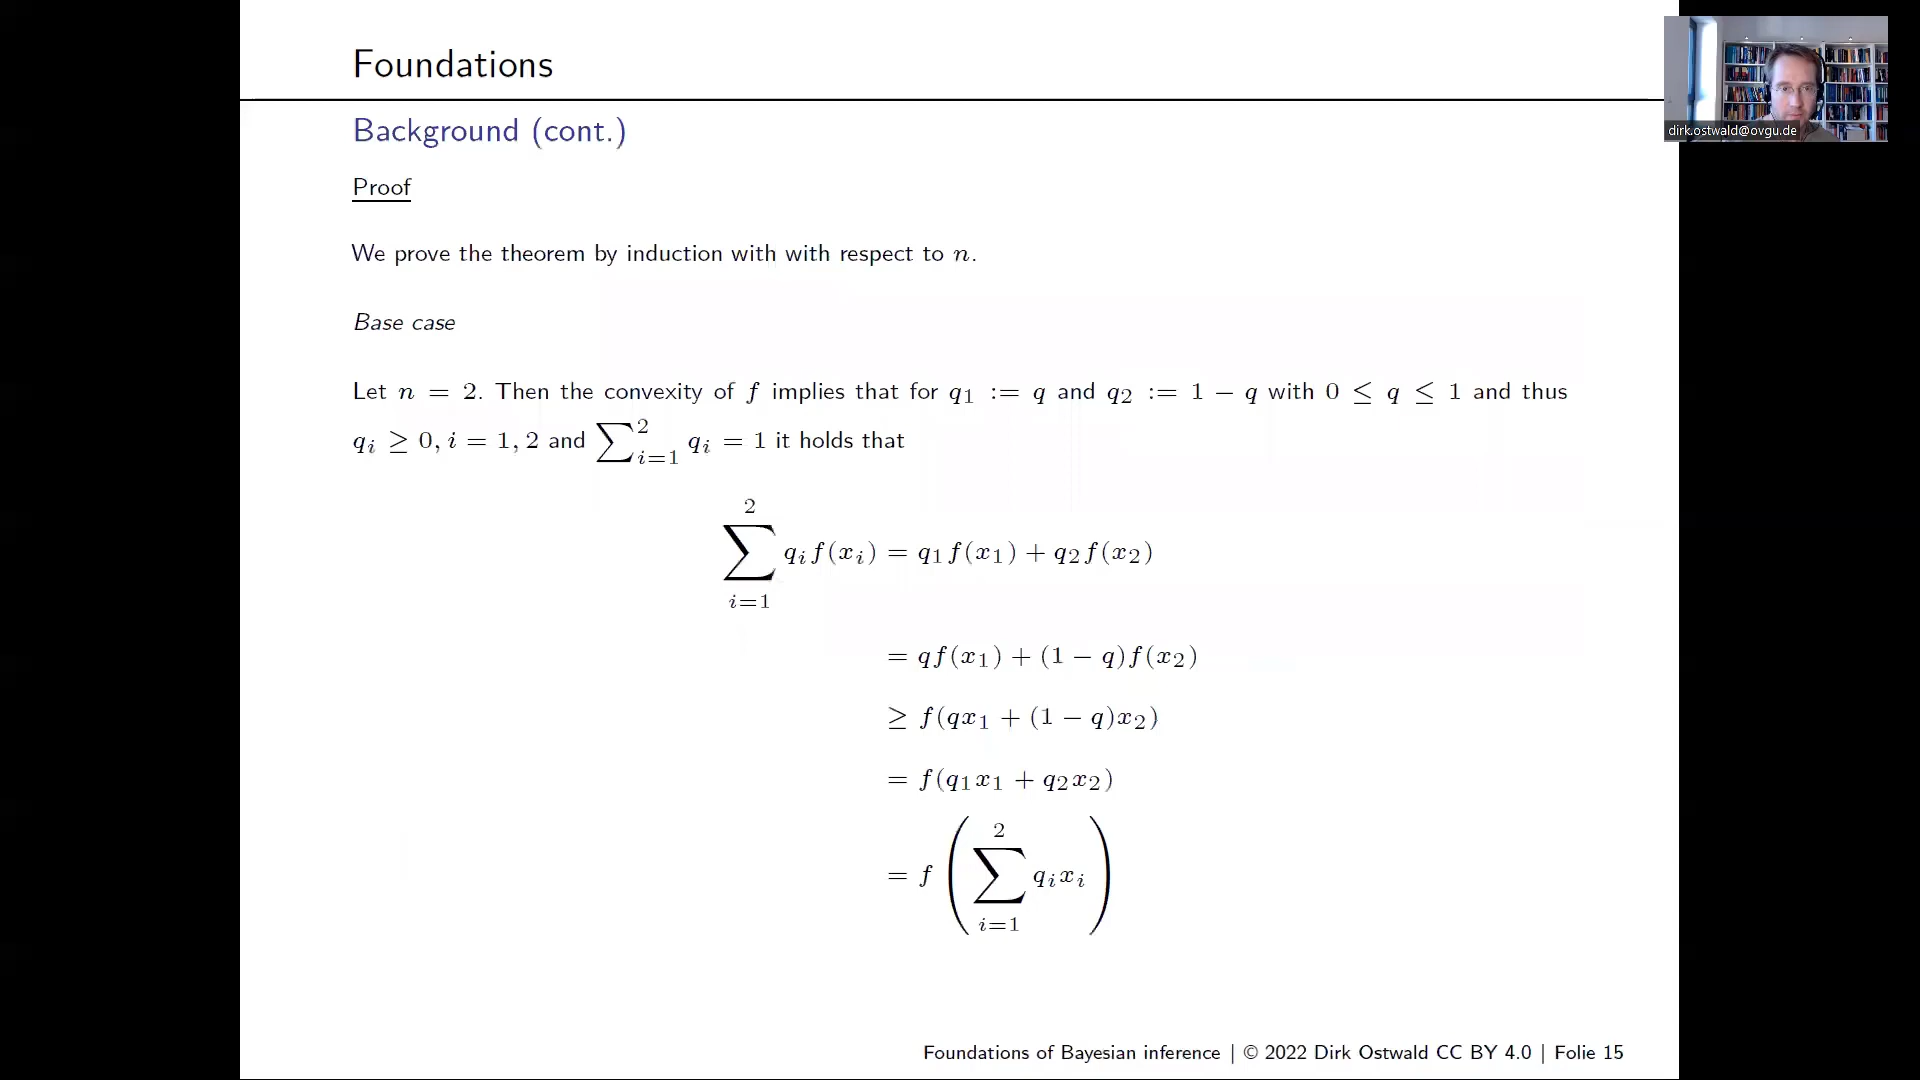 Foundations
dirk.ostwald@ovgu.de
Background (cont.)
Proof
We prove the theorem by induction with with respect to n.
Base case
Let n = 2. Then the convexity of f implies that for q₁ := q and q₂ := 1 − q with 0 ≤ q ≤ 1 and thus
qᵢ ≥ 0, i = 1, 2 and ∑²ᵢ₌₁ qᵢ = 1 it holds that
∑²ᵢ₌₁ qᵢf(xᵢ) = q₁f(x₁) + q₂f(x₂)
= qf(x₁) + (1 − q)f(x₂)
≥ f(qx₁ + (1 − q)x₂)
= f(q₁x₁ + q₂x₂)
= f(∑²ᵢ₌₁ qᵢxᵢ)
Foundations of Bayesian inference | © 2022 Dirk Ostwald CC BY 4.0 | Folie 15